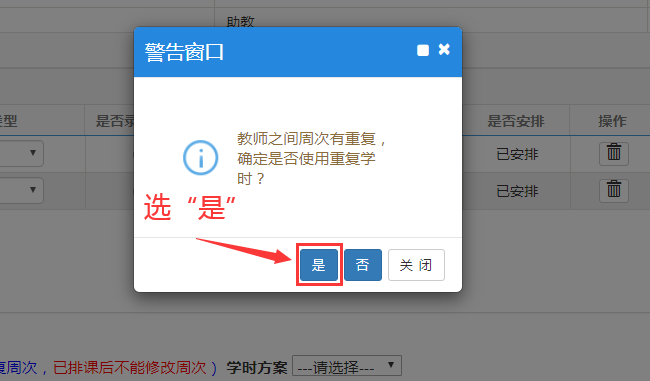 助教
警告窗口
类型 是否录 是否安排 操作
教师之间周次有重复，
确定是否使用重复学
时？
已安排
已安排
选“是”
是 否 关 闭
复周次，已排课后不能修改周次） 学时方案 ---请选择---